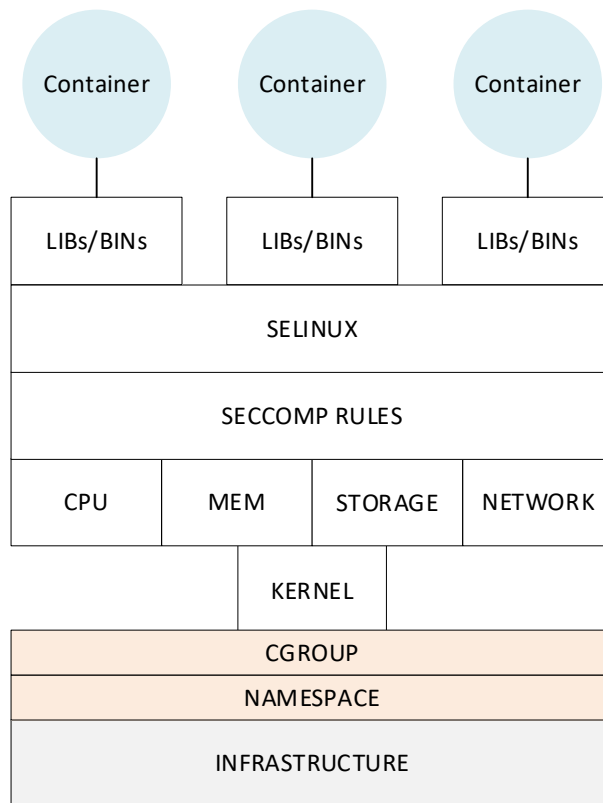 Container
Container
Container
LIBs/BINs
LIBs/BINs
LIBs/BINs
SELINUX
SECCOMP RULES
CPU
MEM
STORAGE
NETWORK
KERNEL
CGROUP
NAMESPACE
INFRASTRUCTURE